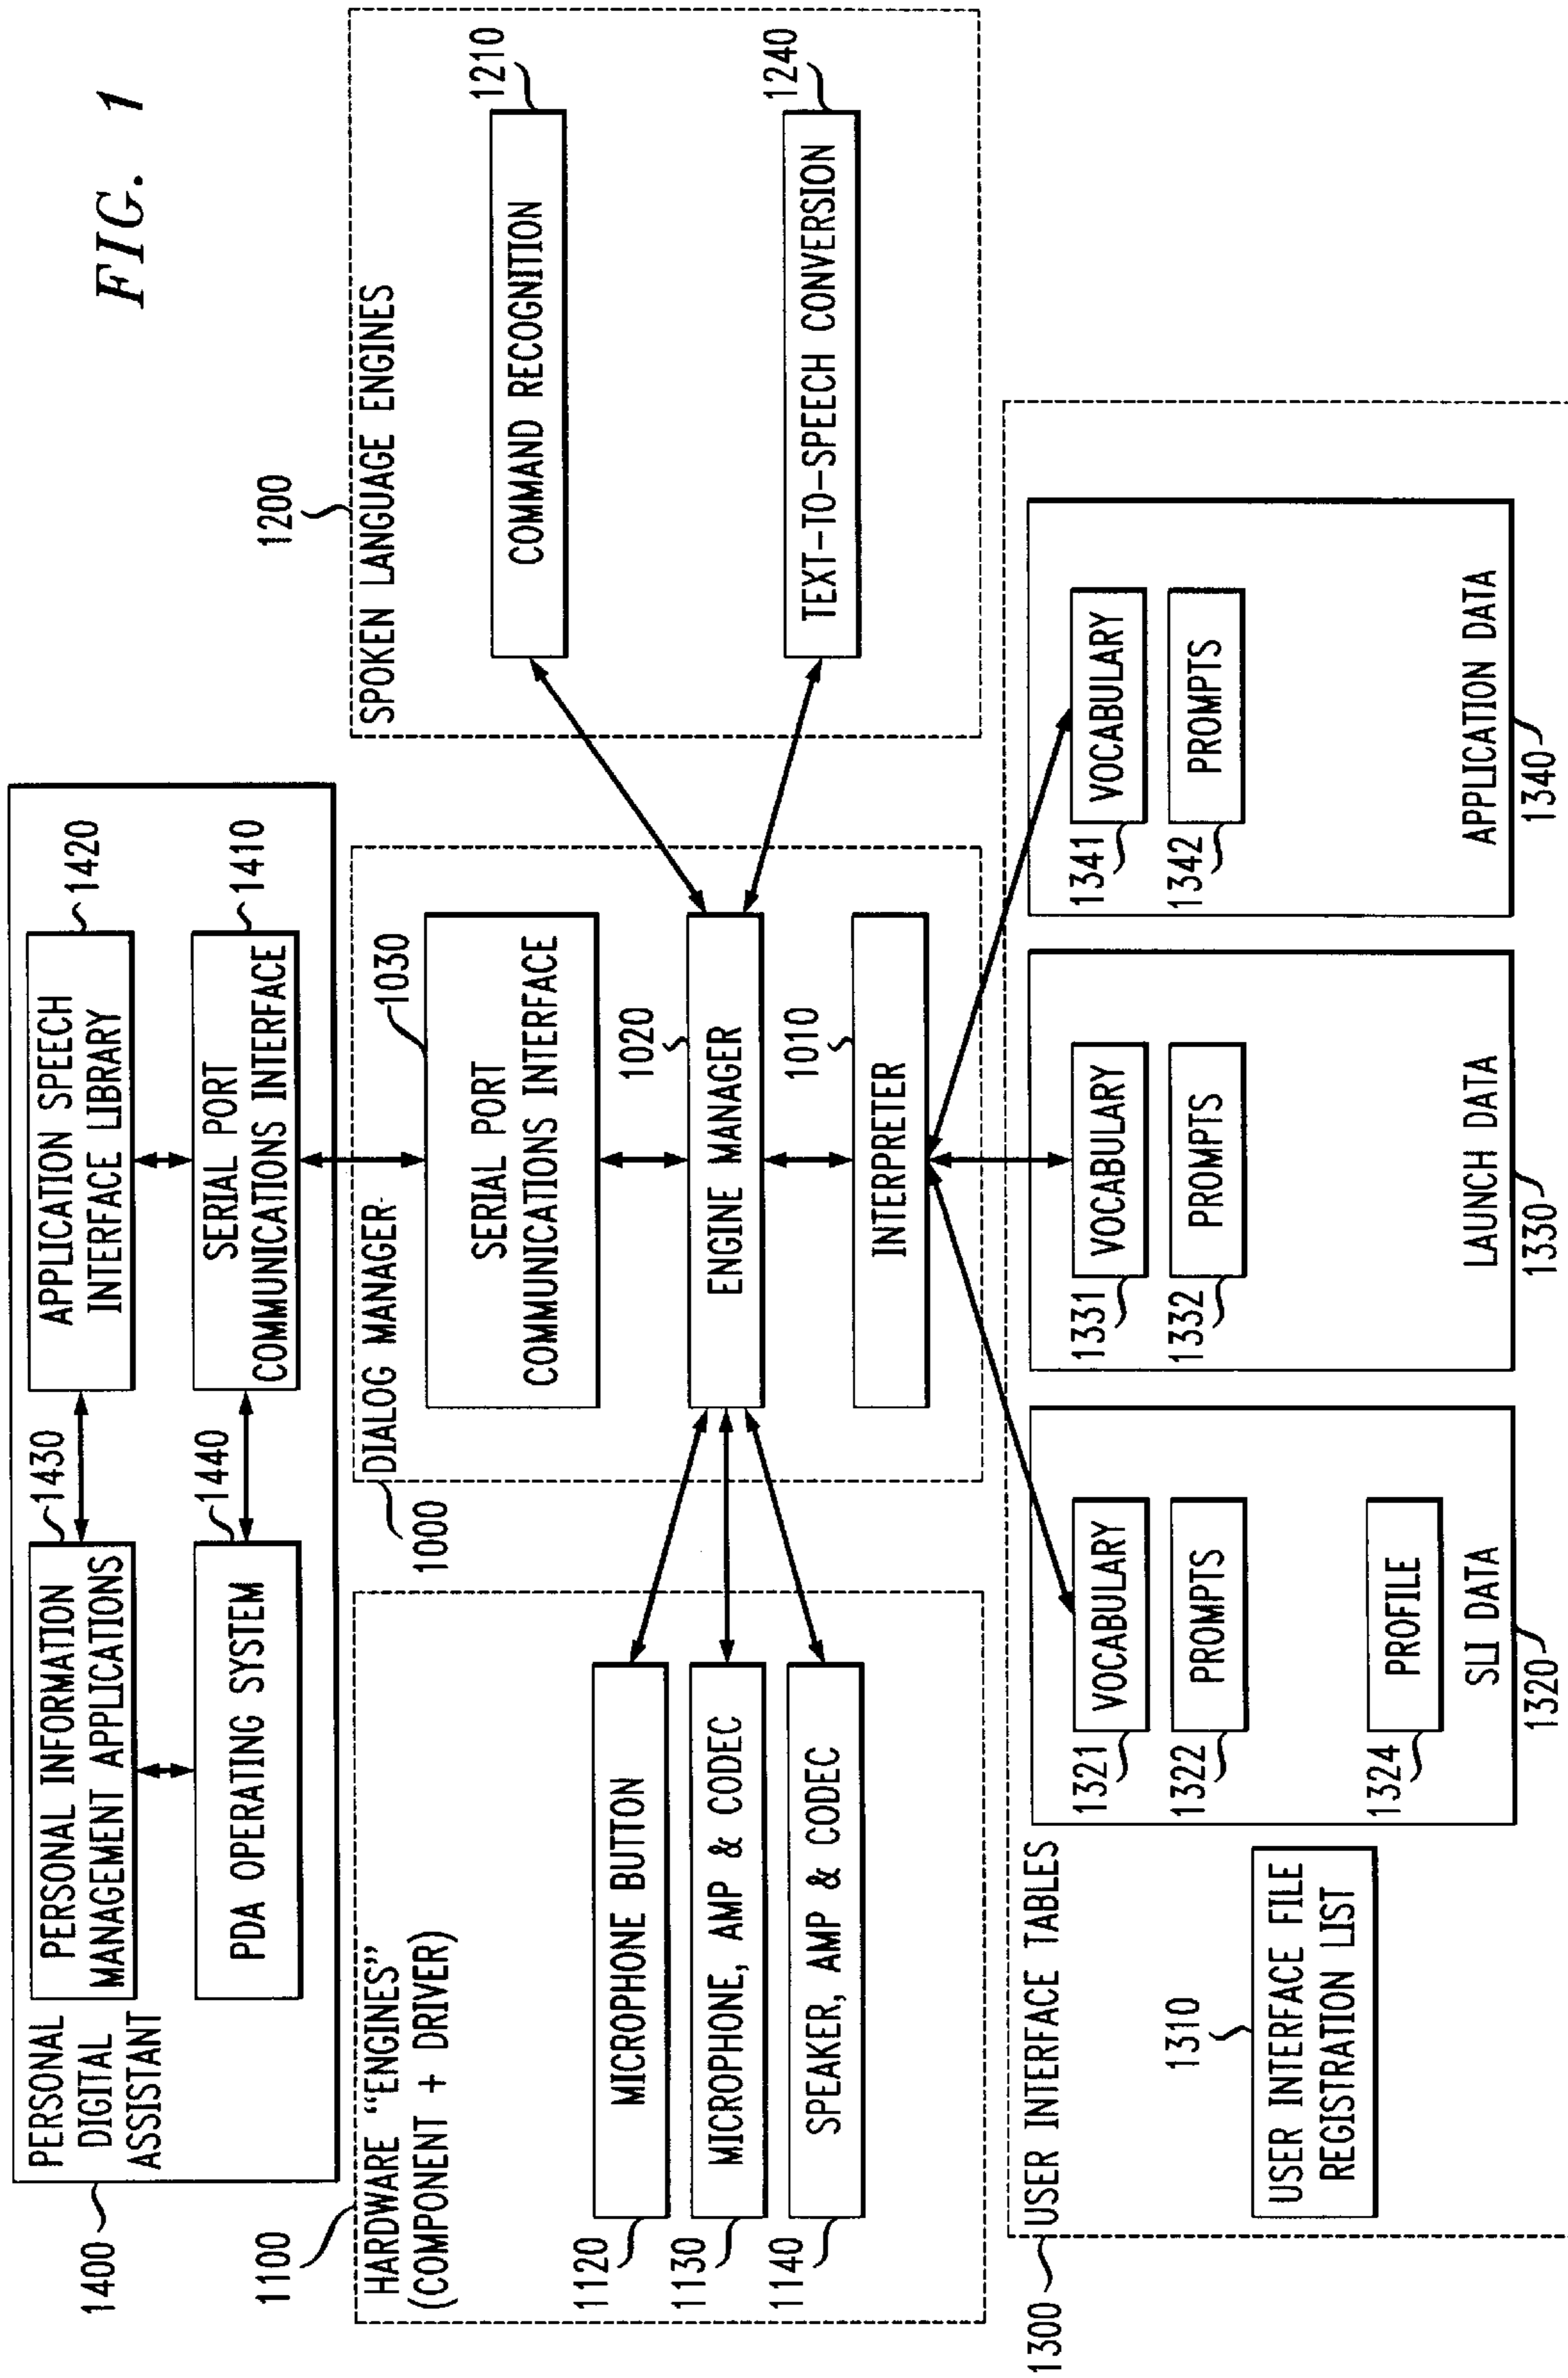 FIG. 1
1400
PERSONAL
DIGITAL
ASSISTANT
PERSONAL INFORMATION
MANAGEMENT APPLICATIONS
1430
APPLICATION SPEECH
INTERFACE LIBRARY
1420
PDA OPERATING SYSTEM
1440
SERIAL PORT
COMMUNICATIONS INTERFACE
1410
1100
HARDWARE "ENGINES"
(COMPONENT + DRIVER)
1120
MICROPHONE BUTTON
1130
MICROPHONE, AMP & CODEC
1140
SPEAKER, AMP & CODEC
1000
DIALOG MANAGER
1030
SERIAL PORT
COMMUNICATIONS INTERFACE
1020
ENGINE MANAGER
1010
INTERPRETER
1200
SPOKEN LANGUAGE ENGINES
COMMAND RECOGNITION
1210
TEXT-TO-SPEECH CONVERSION
1240
1300
USER INTERFACE TABLES
1310
USER INTERFACE FILE
REGISTRATION LIST
1321
VOCABULARY
1322
PROMPTS
1324
PROFILE
SLI DATA
1320
1331
VOCABULARY
1332
PROMPTS
LAUNCH DATA
1330
1341
VOCABULARY
1342
PROMPTS
APPLICATION DATA
1340